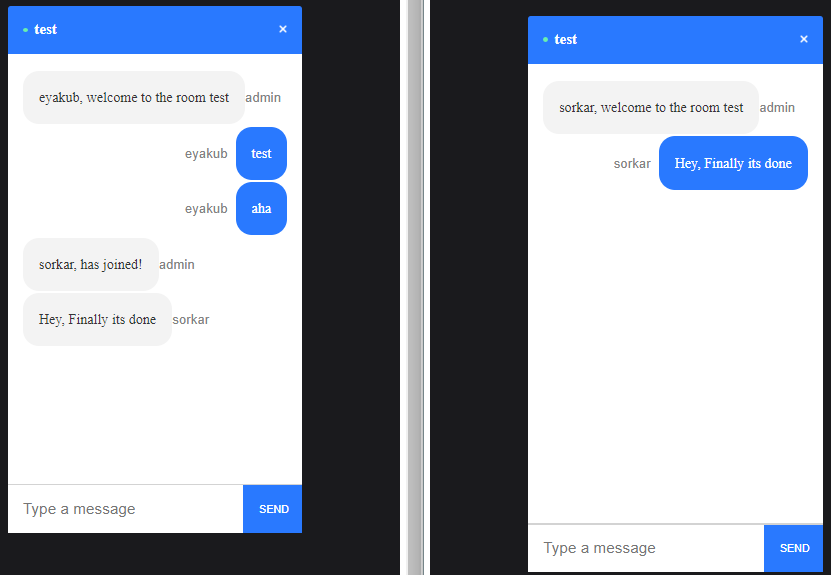 test ×
eyakub, welcome to the room test admin
eyakub test
eyakub aha
sorkar, has joined! admin
Hey, Finally its done sorkar
Type a message SEND
test ×
sorkar, welcome to the room test admin
sorkar Hey, Finally its done
Type a message SEND